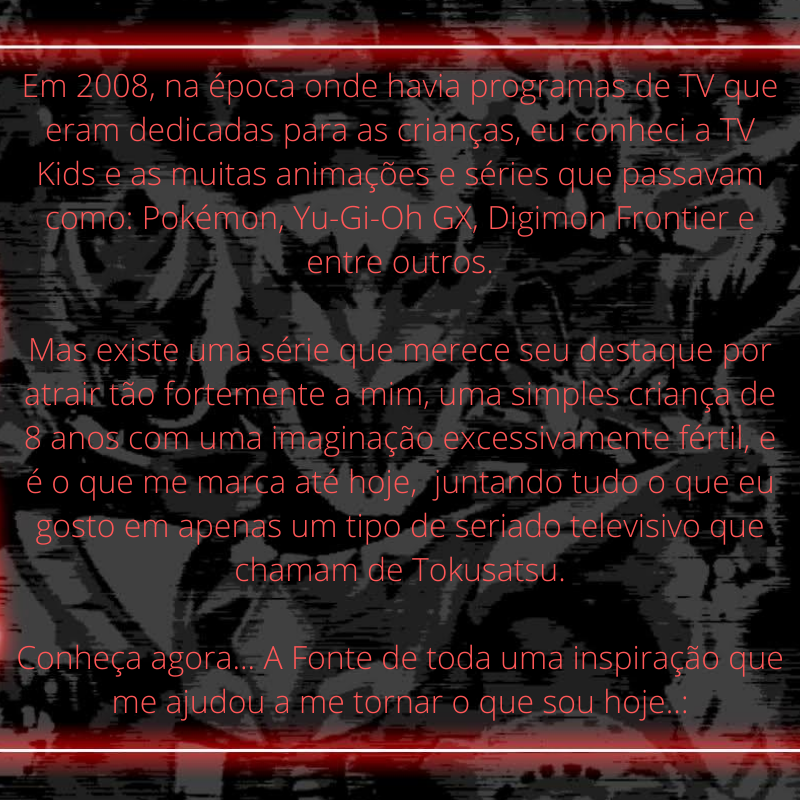 Em 2008, na época onde havia programas de TV que
eram dedicadas para as crianças, eu conheci a TV
Kids e as muitas animações e séries que passavam
como: Pokémon, Yu-Gi-Oh GX, Digimon Frontier e
entre outros.
Mas existe uma série que merece seu destaque por
atrair tão fortemente a mim, uma simples criança de
8 anos com uma imaginação excessivamente fértil, e
é o que me marca até hoje,  juntando tudo o que eu
gosto em apenas um tipo de seriado televisivo que
chamam de Tokusatsu.
Conheça agora... A Fonte de toda uma inspiração que
me ajudou a me tornar o que sou hoje..: